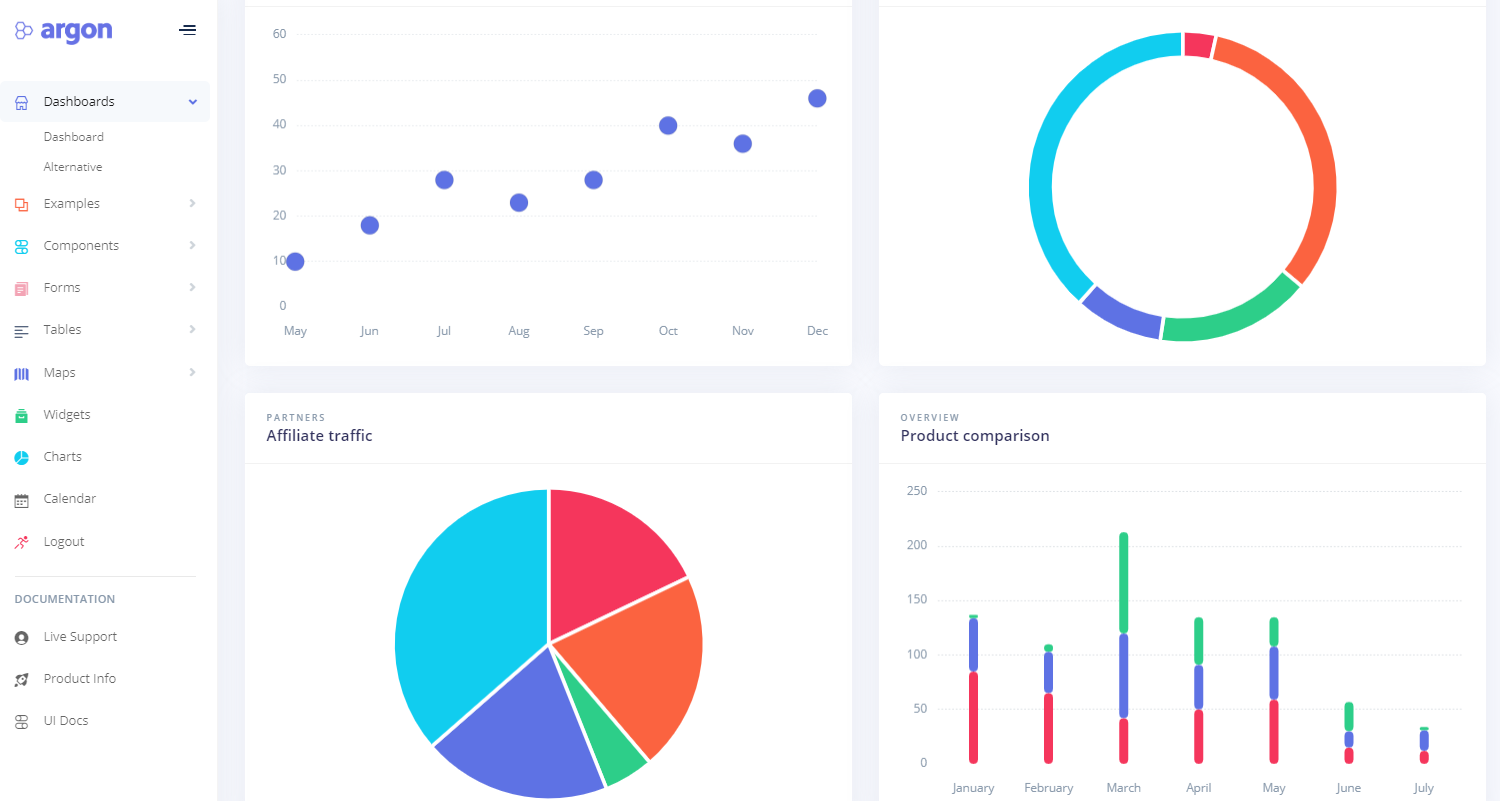 argon
Dashboards
Dashboard
Alternative
Examples
Components
Forms
Tables
Maps
Widgets
Charts
Calendar
Logout
DOCUMENTATION
Live Support
Product Info
UI Docs
60
50
40
30
20
10
0
May Jun Jul Aug Sep Oct Nov Dec
PARTNERS
Affiliate traffic
OVERVIEW
Product comparison
250
200
150
100
50
0
January February March April May June July